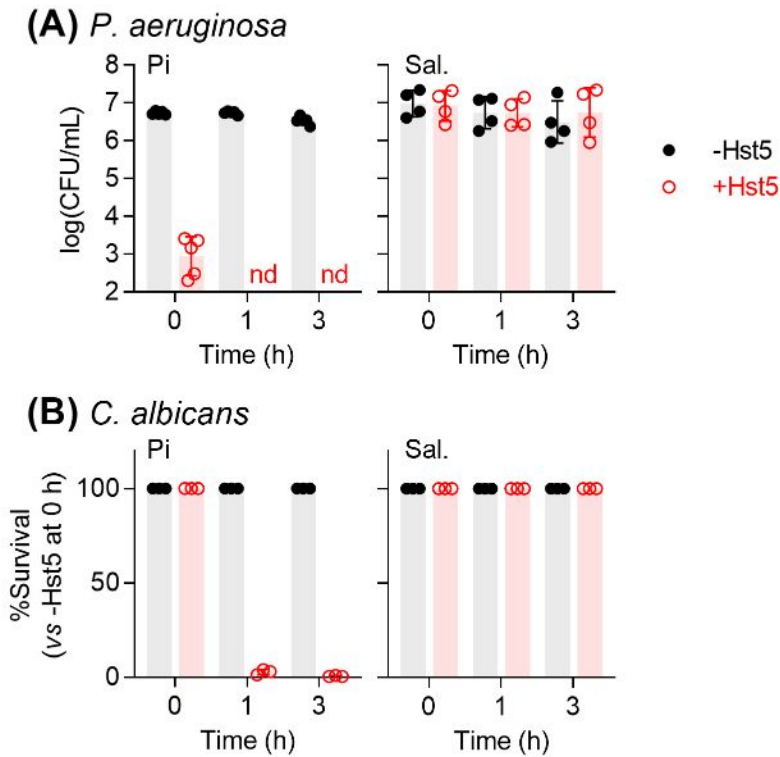 (A) P. aeruginosa
Pi
Sal.
log(CFU/mL)
8
7
6
5
4
3
2
nd
nd
0
1
3
0
1
3
Time (h)
Time (h)
-Hst5
+Hst5
(B) C. albicans
Pi
Sal.
%Survival
(vs -Hst5 at 0 h)
100
50
0
0
1
3
0
1
3
Time (h)
Time (h)